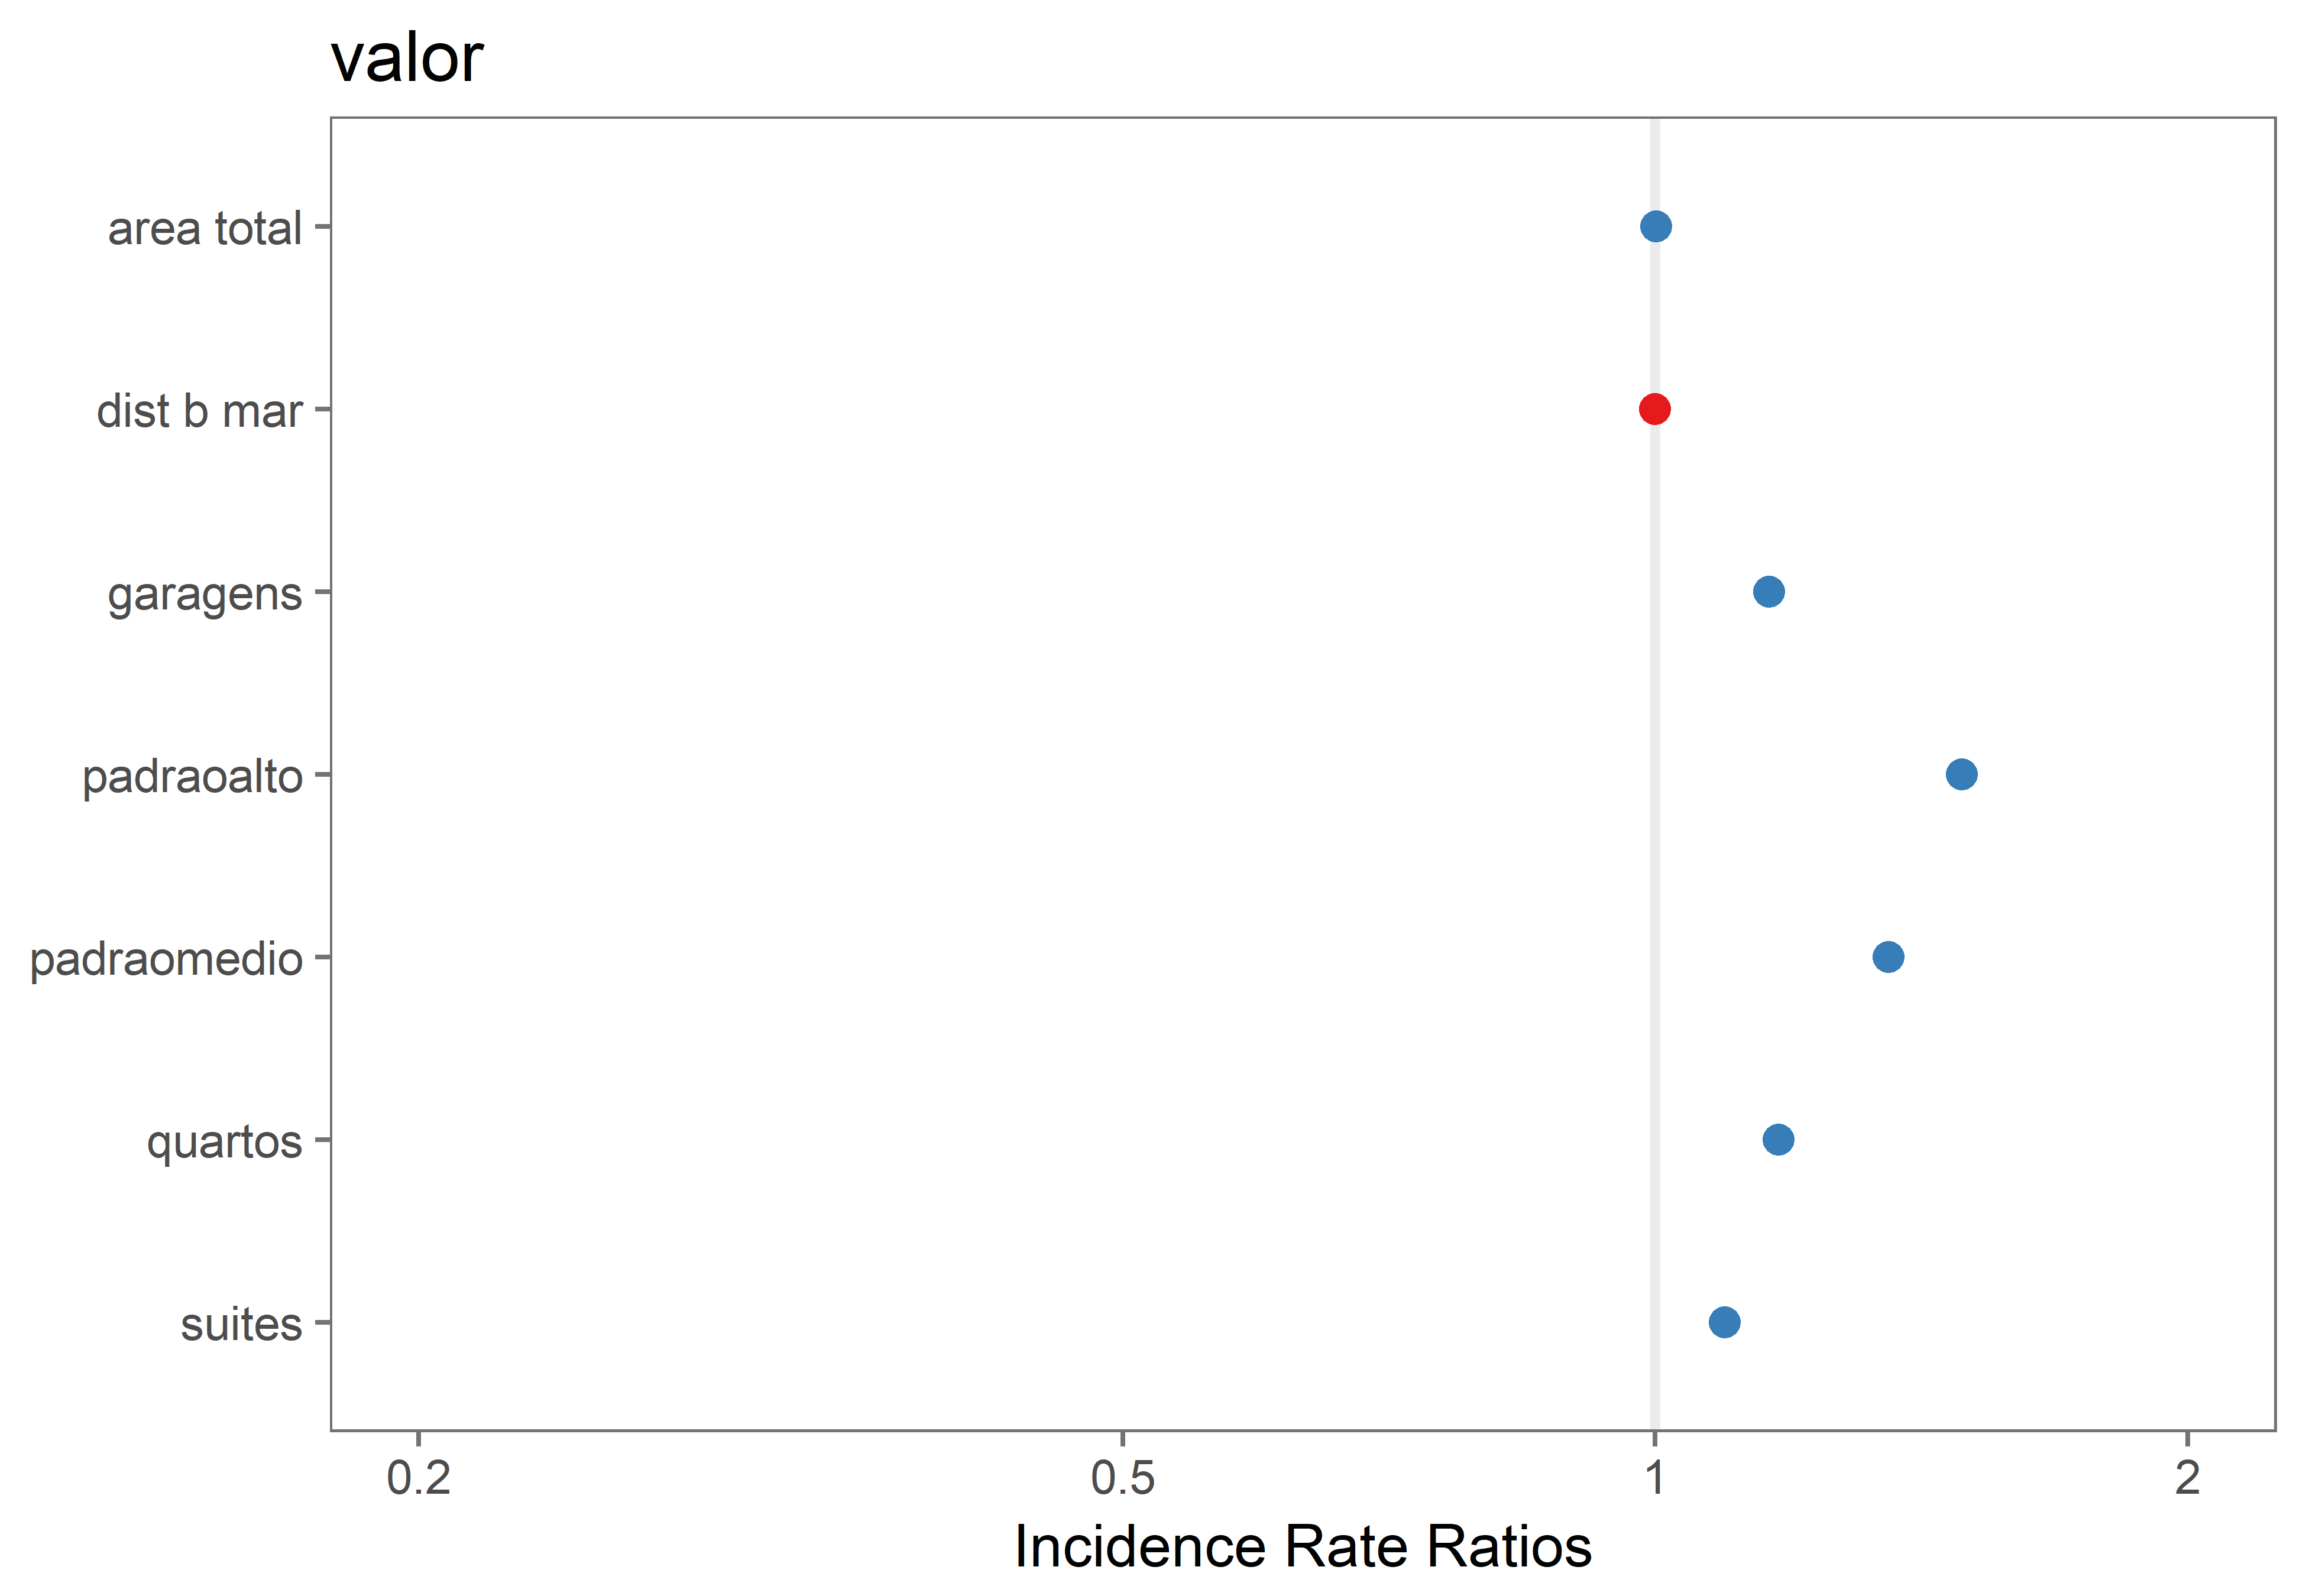 valor
area total
dist b mar
garagens
padraoalto
padraomedio
quartos
suites
0.2 0.5 1 2
Incidence Rate Ratios